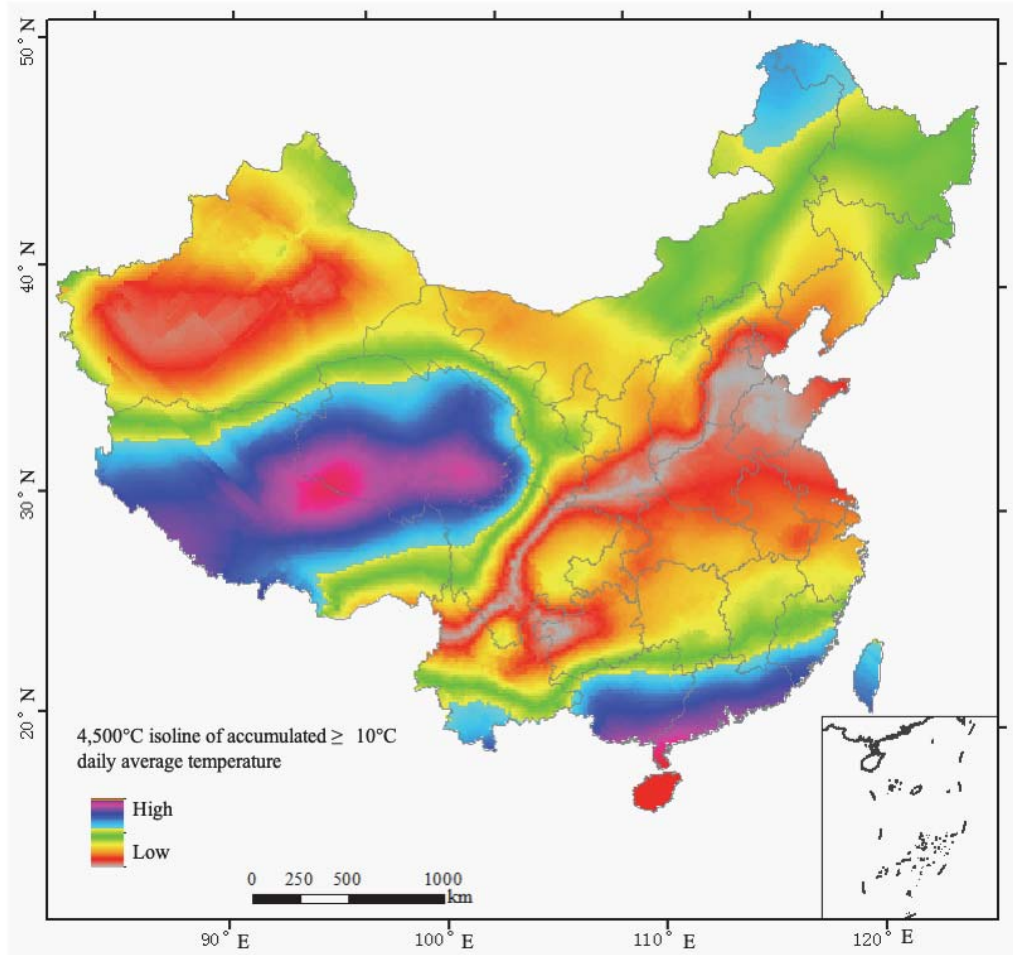 50° N
40° N
30° N
20° N
4,500°C isoline of accumulated ≥ 10°C
daily average temperature
High
Low
0 250 500 1000
km
90° E 100° E 110° E 120° E